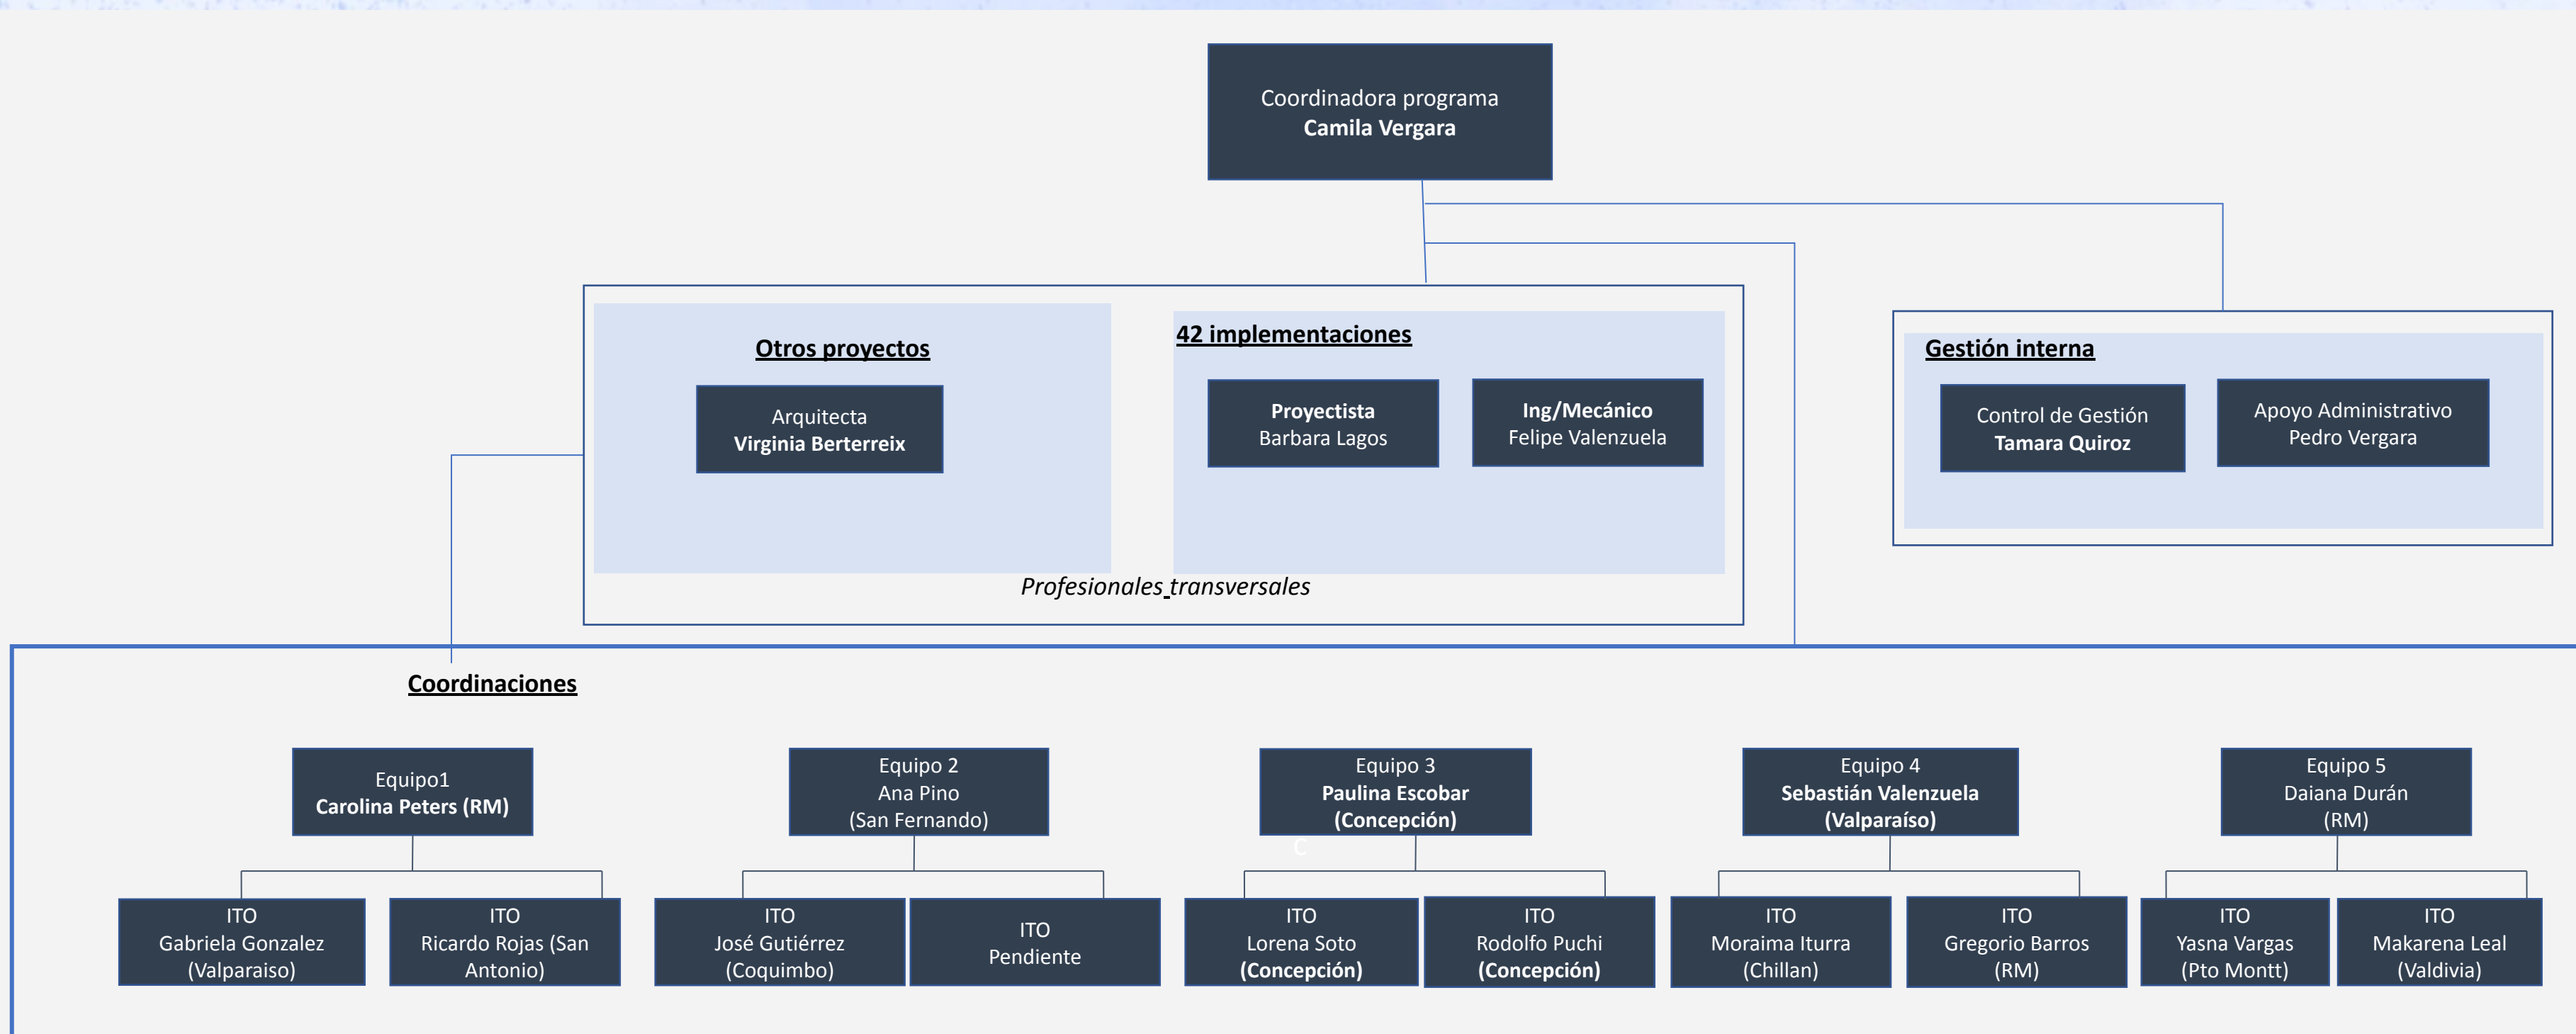 Coordinadora programa
Camila Vergara
Otros proyectos
Arquitecta
Virginia Berterreix
42 implementaciones
Proyectista
Barbara Lagos
Ing/Mecánico
Felipe Valenzuela
Profesionales transversales
Gestión interna
Control de Gestión
Tamara Quiroz
Apoyo Administrativo
Pedro Vergara
Coordinaciones
Equipo1
Carolina Peters (RM)
ITO
Gabriela Gonzalez
(Valparaiso)
ITO
Ricardo Rojas (San
Antonio)
Equipo 2
Ana Pino
(San Fernando)
ITO
José Gutiérrez
(Coquimbo)
ITO
Pendiente
Equipo 3
Paulina Escobar
(Concepción)
C
ITO
Lorena Soto
(Concepción)
ITO
Rodolfo Puchi
(Concepción)
Equipo 4
Sebastián Valenzuela
(Valparaíso)
ITO
Moraima Iturra
(Chillan)
ITO
Gregorio Barros
(RM)
Equipo 5
Daiana Durán
(RM)
ITO
Yasna Vargas
(Pto Montt)
ITO
Makarena Leal
(Valdivia)